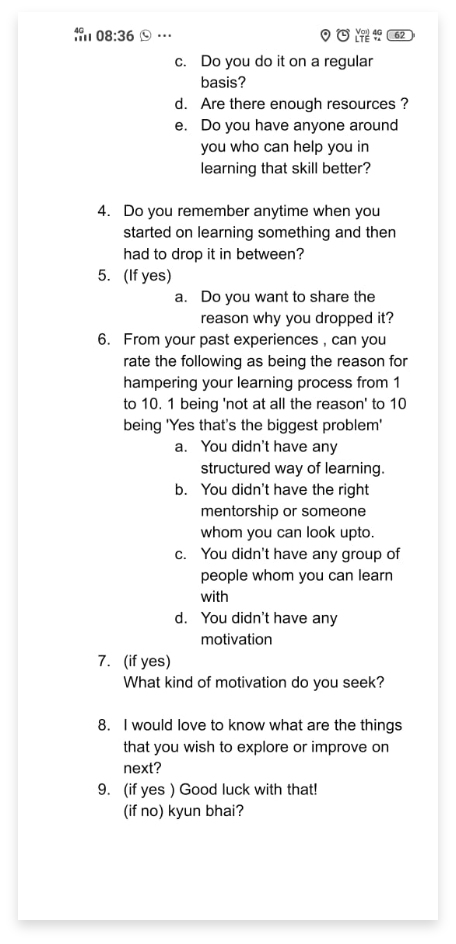 4G 08:36 ...
Voi) 4G
LTE 62
c. Do you do it on a regular
basis?
d. Are there enough resources ?
e. Do you have anyone around
you who can help you in
learning that skill better?
4. Do you remember anytime when you
started on learning something and then
had to drop it in between?
5. (If yes)
a. Do you want to share the
reason why you dropped it?
6. From your past experiences , can you
rate the following as being the reason for
hampering your learning process from 1
to 10. 1 being 'not at all the reason' to 10
being 'Yes that's the biggest problem'
a. You didn't have any
structured way of learning.
b. You didn't have the right
mentorship or someone
whom you can look upto.
c. You didn't have any group of
people whom you can learn
with
d. You didn't have any
motivation
7. (if yes)
What kind of motivation do you seek?
8. I would love to know what are the things
that you wish to explore or improve on
next?
9. (if yes ) Good luck with that!
(if no) kyun bhai?